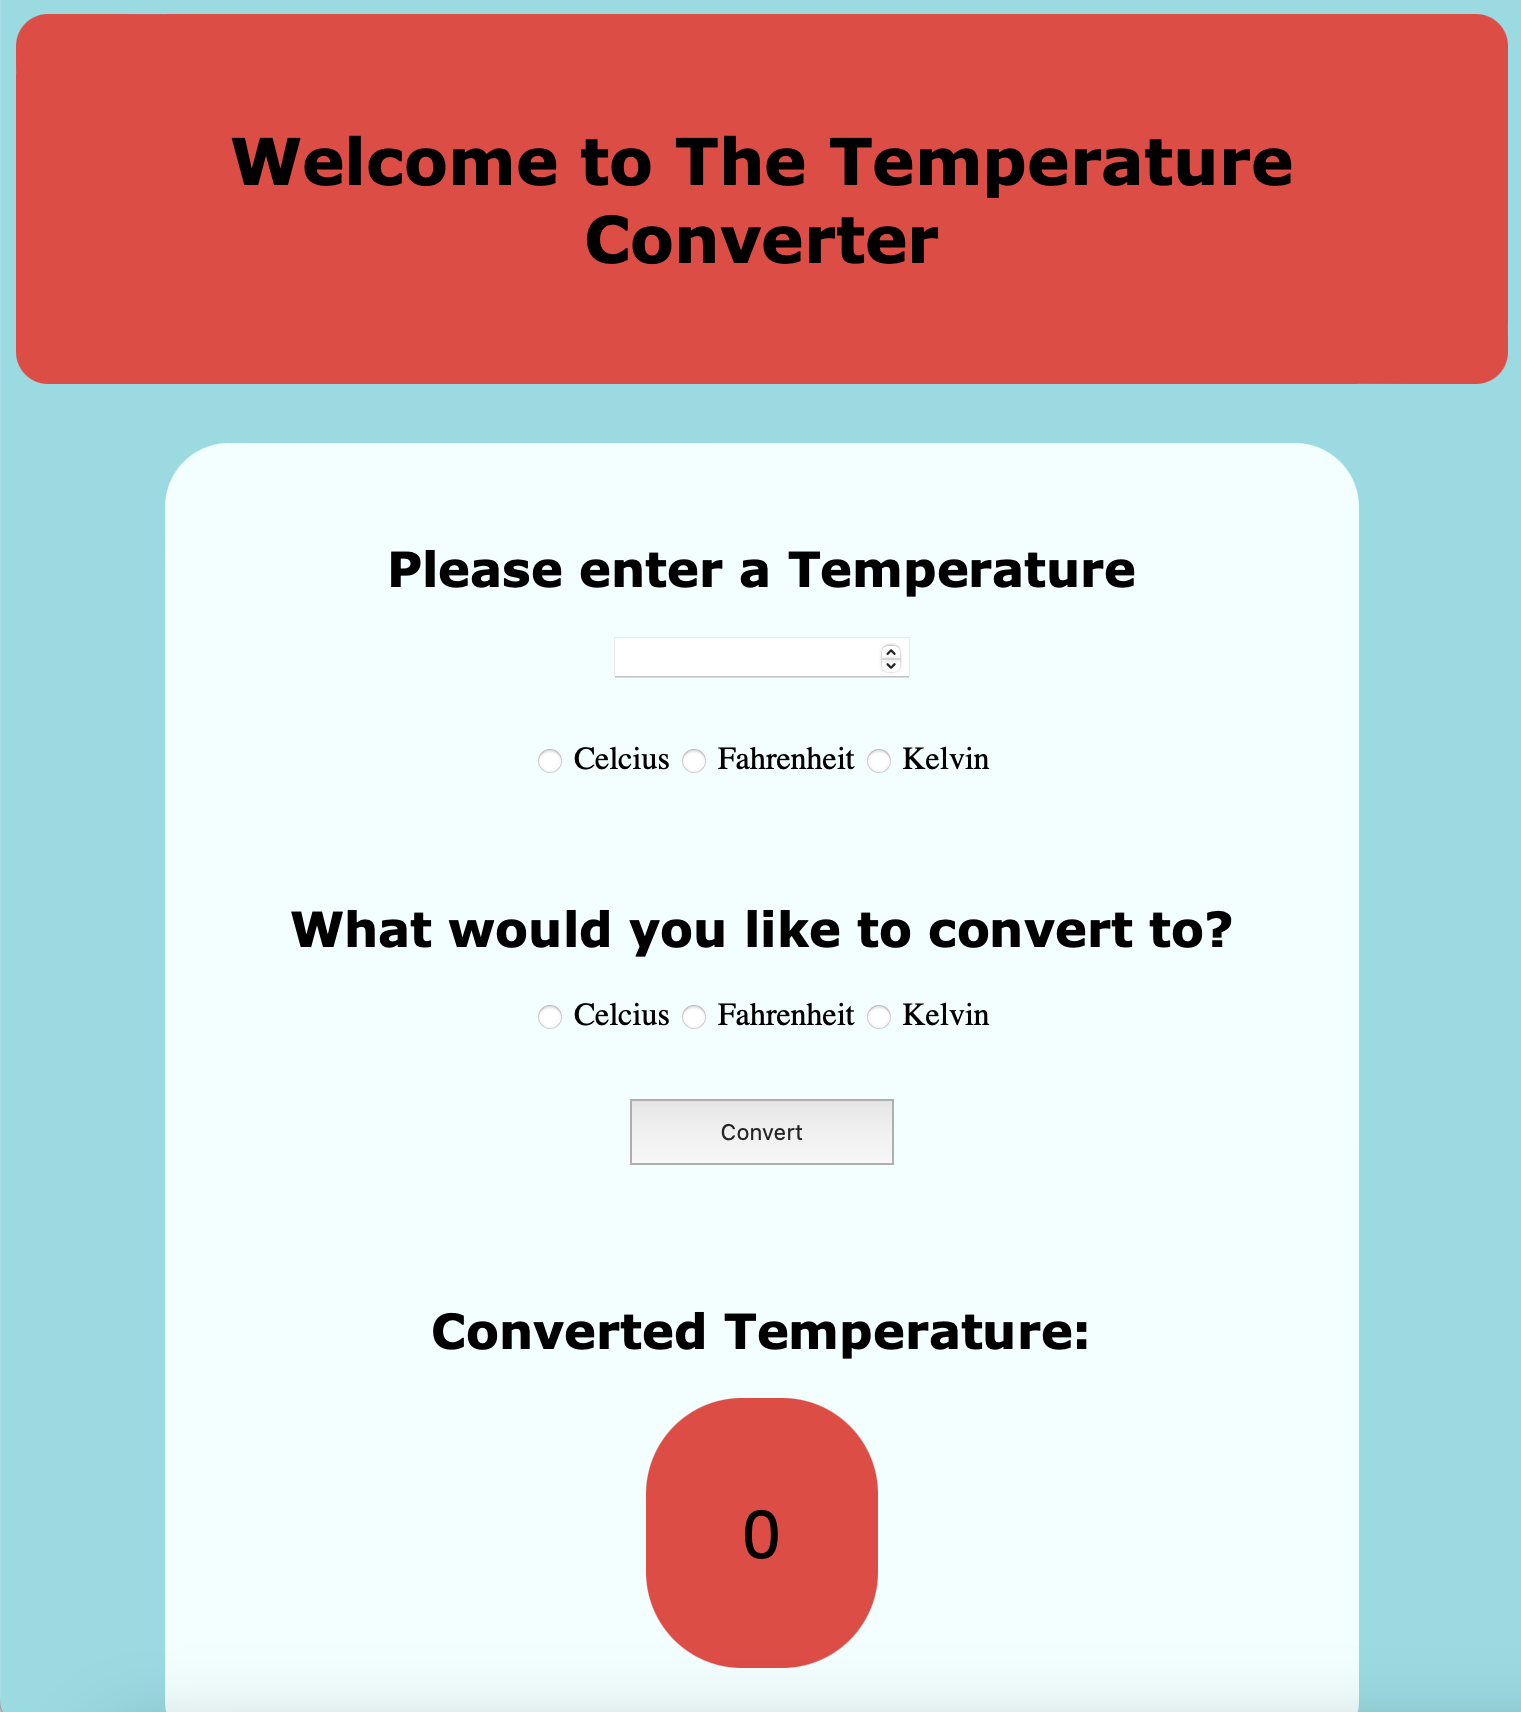 Welcome to The Temperature
Converter
Please enter a Temperature
Celcius Fahrenheit Kelvin
What would you like to convert to?
Celcius Fahrenheit Kelvin
Convert
Converted Temperature:
0